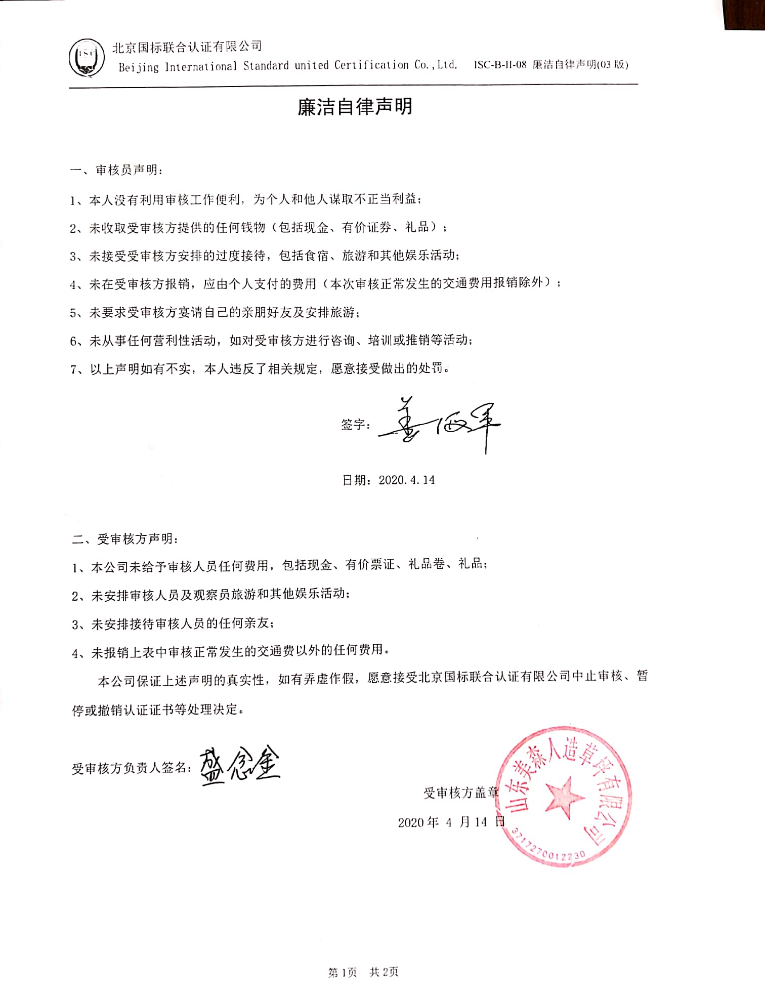 ISC
北京国标联合认证有限公司
Beijing International Standard united Certification Co.,Ltd. ISC-B-II-08 廉洁自律声明(03 版)
廉洁自律声明
一、审核员声明：
1、本人没有利用审核工作便利，为个人和他人谋取不正当利益；
2、未收取受审核方提供的任何钱物（包括现金、有价证券、礼品）；
3、未接受受审核方安排的过度接待，包括食宿、旅游和其他娱乐活动；
4、未在受审核方报销，应由个人支付的费用（本次审核正常发生的交通费用报销除外）；
5、未要求受审核方宴请自己的亲朋好友及安排旅游；
6、未从事任何营利性活动，如对受审核方进行咨询、培训或推销等活动；
7、以上声明如有不实，本人违反了相关规定，愿意接受做出的处罚。
签字：
日期：2020.4.14
二、受审核方声明：
1、本公司未给予审核人员任何费用，包括现金、有价票证、礼品卷、礼品；
2、未安排审核人员及观察员旅游和其他娱乐活动；
3、未安排接待审核人员的任何亲友；
4、未报销上表中审核正常发生的交通费以外的任何费用。
本公司保证上述声明的真实性，如有弄虚作假，愿意接受北京国标联合认证有限公司中止审核、暂
停或撤销认证证书等处理决定。
受审核方负责人签名：盛念金
受审核方盖章
2020 年 4 月 14 日
山东美森人造草坪有限公司
3717270012230
第 1页 共 2页